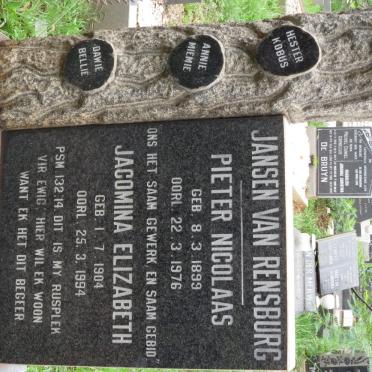 HESTER
KOBUS
ANNIE
MIEMIE
DAWIE
BELLIE
JANSEN VAN RENSBURG
PIETER NICOLAAS
GEB 8.3.1899
OORL 22.3.1976
ONS HET SAAM GEWERK EN SAAM GEBID
JACOMINA ELIZABETH
GEB 1.7.1904
OORL 25.3.1994
PSM 132:14 DIT IS MY RUSPLEK
VIR EWIG HIER WIL EK WOON
WANT EK HET DIT BEGEER
DE BRUYN